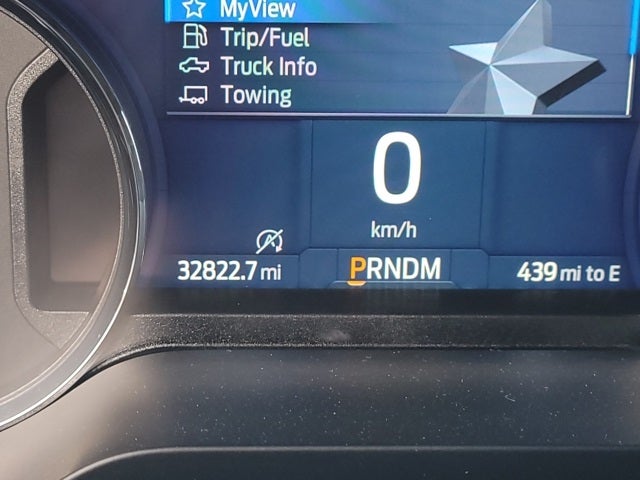 MyView
Trip/Fuel
Truck Info
Towing
0
km/h
32822.7 mi
PRNDM
439 mi to E